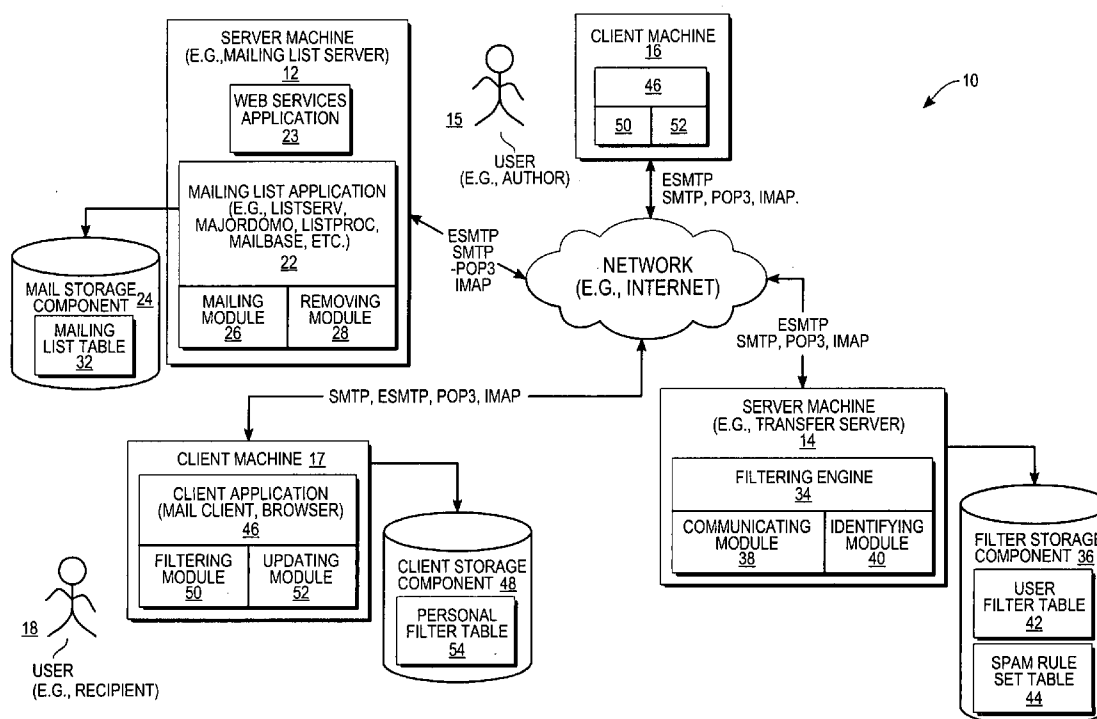 SERVER MACHINE
(E.G.,MAILING LIST SERVER)
12
WEB SERVICES
APPLICATION
23
MAILING LIST APPLICATION
(E.G., LISTSERV,
MAJORDOMO, LISTPROC,
MAILBASE, ETC.)
22
MAILING
MODULE
26
REMOVING
MODULE
28
MAIL STORAGE
COMPONENT 24
MAILING
LIST TABLE
32
15
USER
(E.G., AUTHOR)
CLIENT MACHINE
16
46
50
52
10
ESMTP
SMTP, POP3, IMAP.
ESMTP
SMTP
-POP3
IMAP
NETWORK
(E.G., INTERNET)
ESMTP
SMTP, POP3, IMAP
SMTP, ESMTP, POP3, IMAP
SERVER MACHINE
(E.G., TRANSFER SERVER)
14
FILTERING ENGINE
34
COMMUNICATING
MODULE
38
IDENTIFYING
MODULE
40
FILTER STORAGE
COMPONENT 36
USER
FILTER TABLE
42
SPAM RULE
SET TABLE
44
CLIENT MACHINE 17
CLIENT APPLICATION
(MAIL CLIENT, BROWSER)
46
FILTERING
MODULE
50
UPDATING
MODULE
52
CLIENT STORAGE
COMPONENT 48
PERSONAL
FILTER TABLE
54
18
USER
(E.G., RECIPIENT)